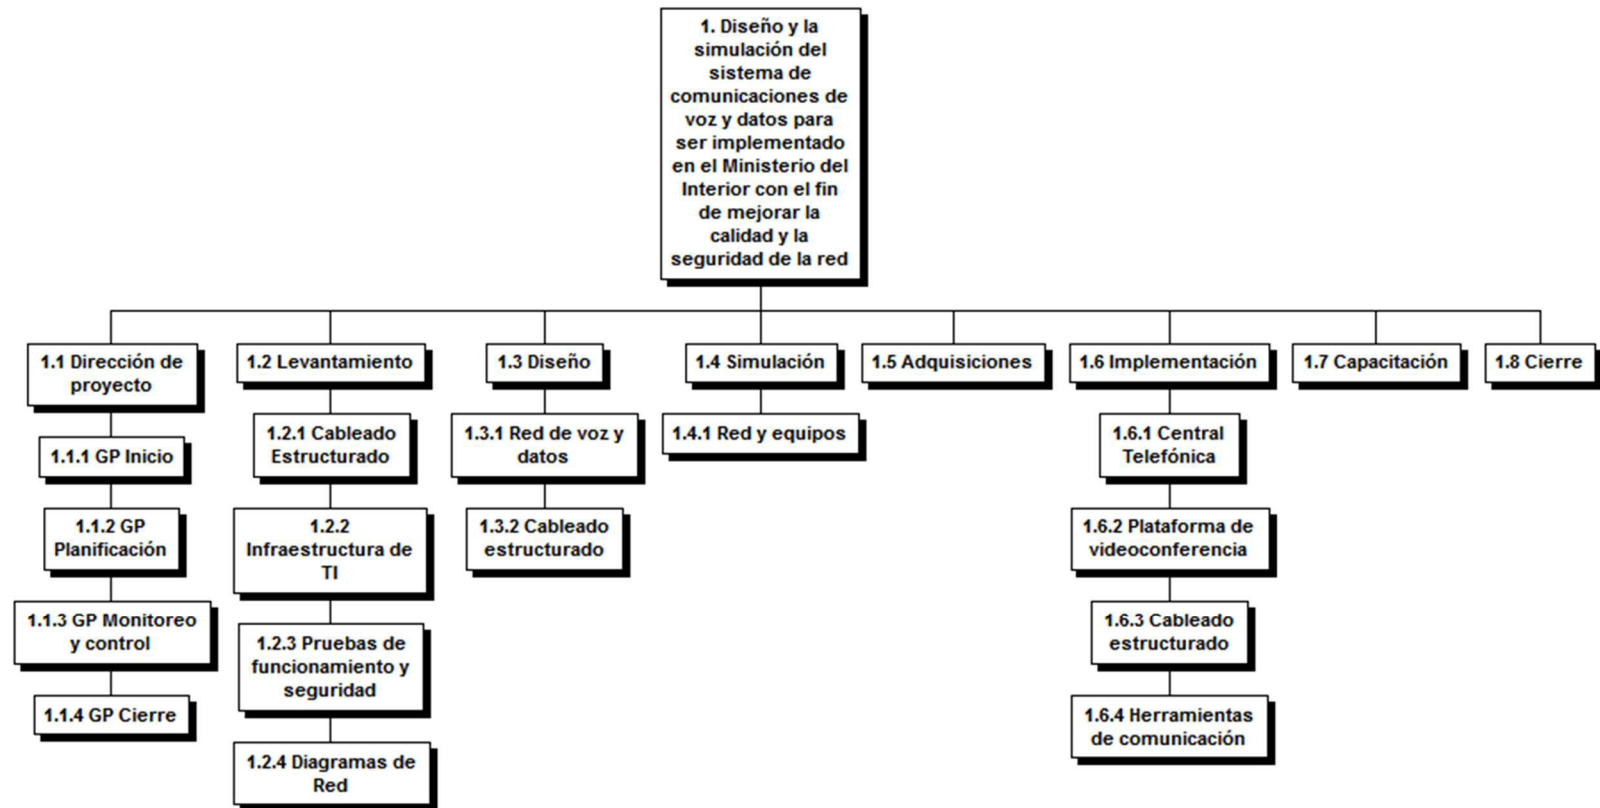 1. Diseño y la
simulación del
sistema de
comunicaciones de
voz y datos para
ser implementado
en el Ministerio del
Interior con el fin
de mejorar la
calidad y la
seguridad de la red
1.1 Dirección de
proyecto
1.1.1 GP Inicio
1.1.2 GP
Planificación
1.1.3 GP Monitoreo
y control
1.1.4 GP Cierre
1.2 Levantamiento
1.2.1 Cableado
Estructurado
1.2.2
Infraestructura de
TI
1.2.3 Pruebas de
funcionamiento y
seguridad
1.2.4 Diagramas de
Red
1.3 Diseño
1.3.1 Red de voz y
datos
1.3.2 Cableado
estructurado
1.4 Simulación
1.4.1 Red y equipos
1.5 Adquisiciones
1.6 Implementación
1.6.1 Central
Telefónica
1.6.2 Plataforma de
videoconferencia
1.6.3 Cableado
estructurado
1.6.4 Herramientas
de comunicación
1.7 Capacitación
1.8 Cierre